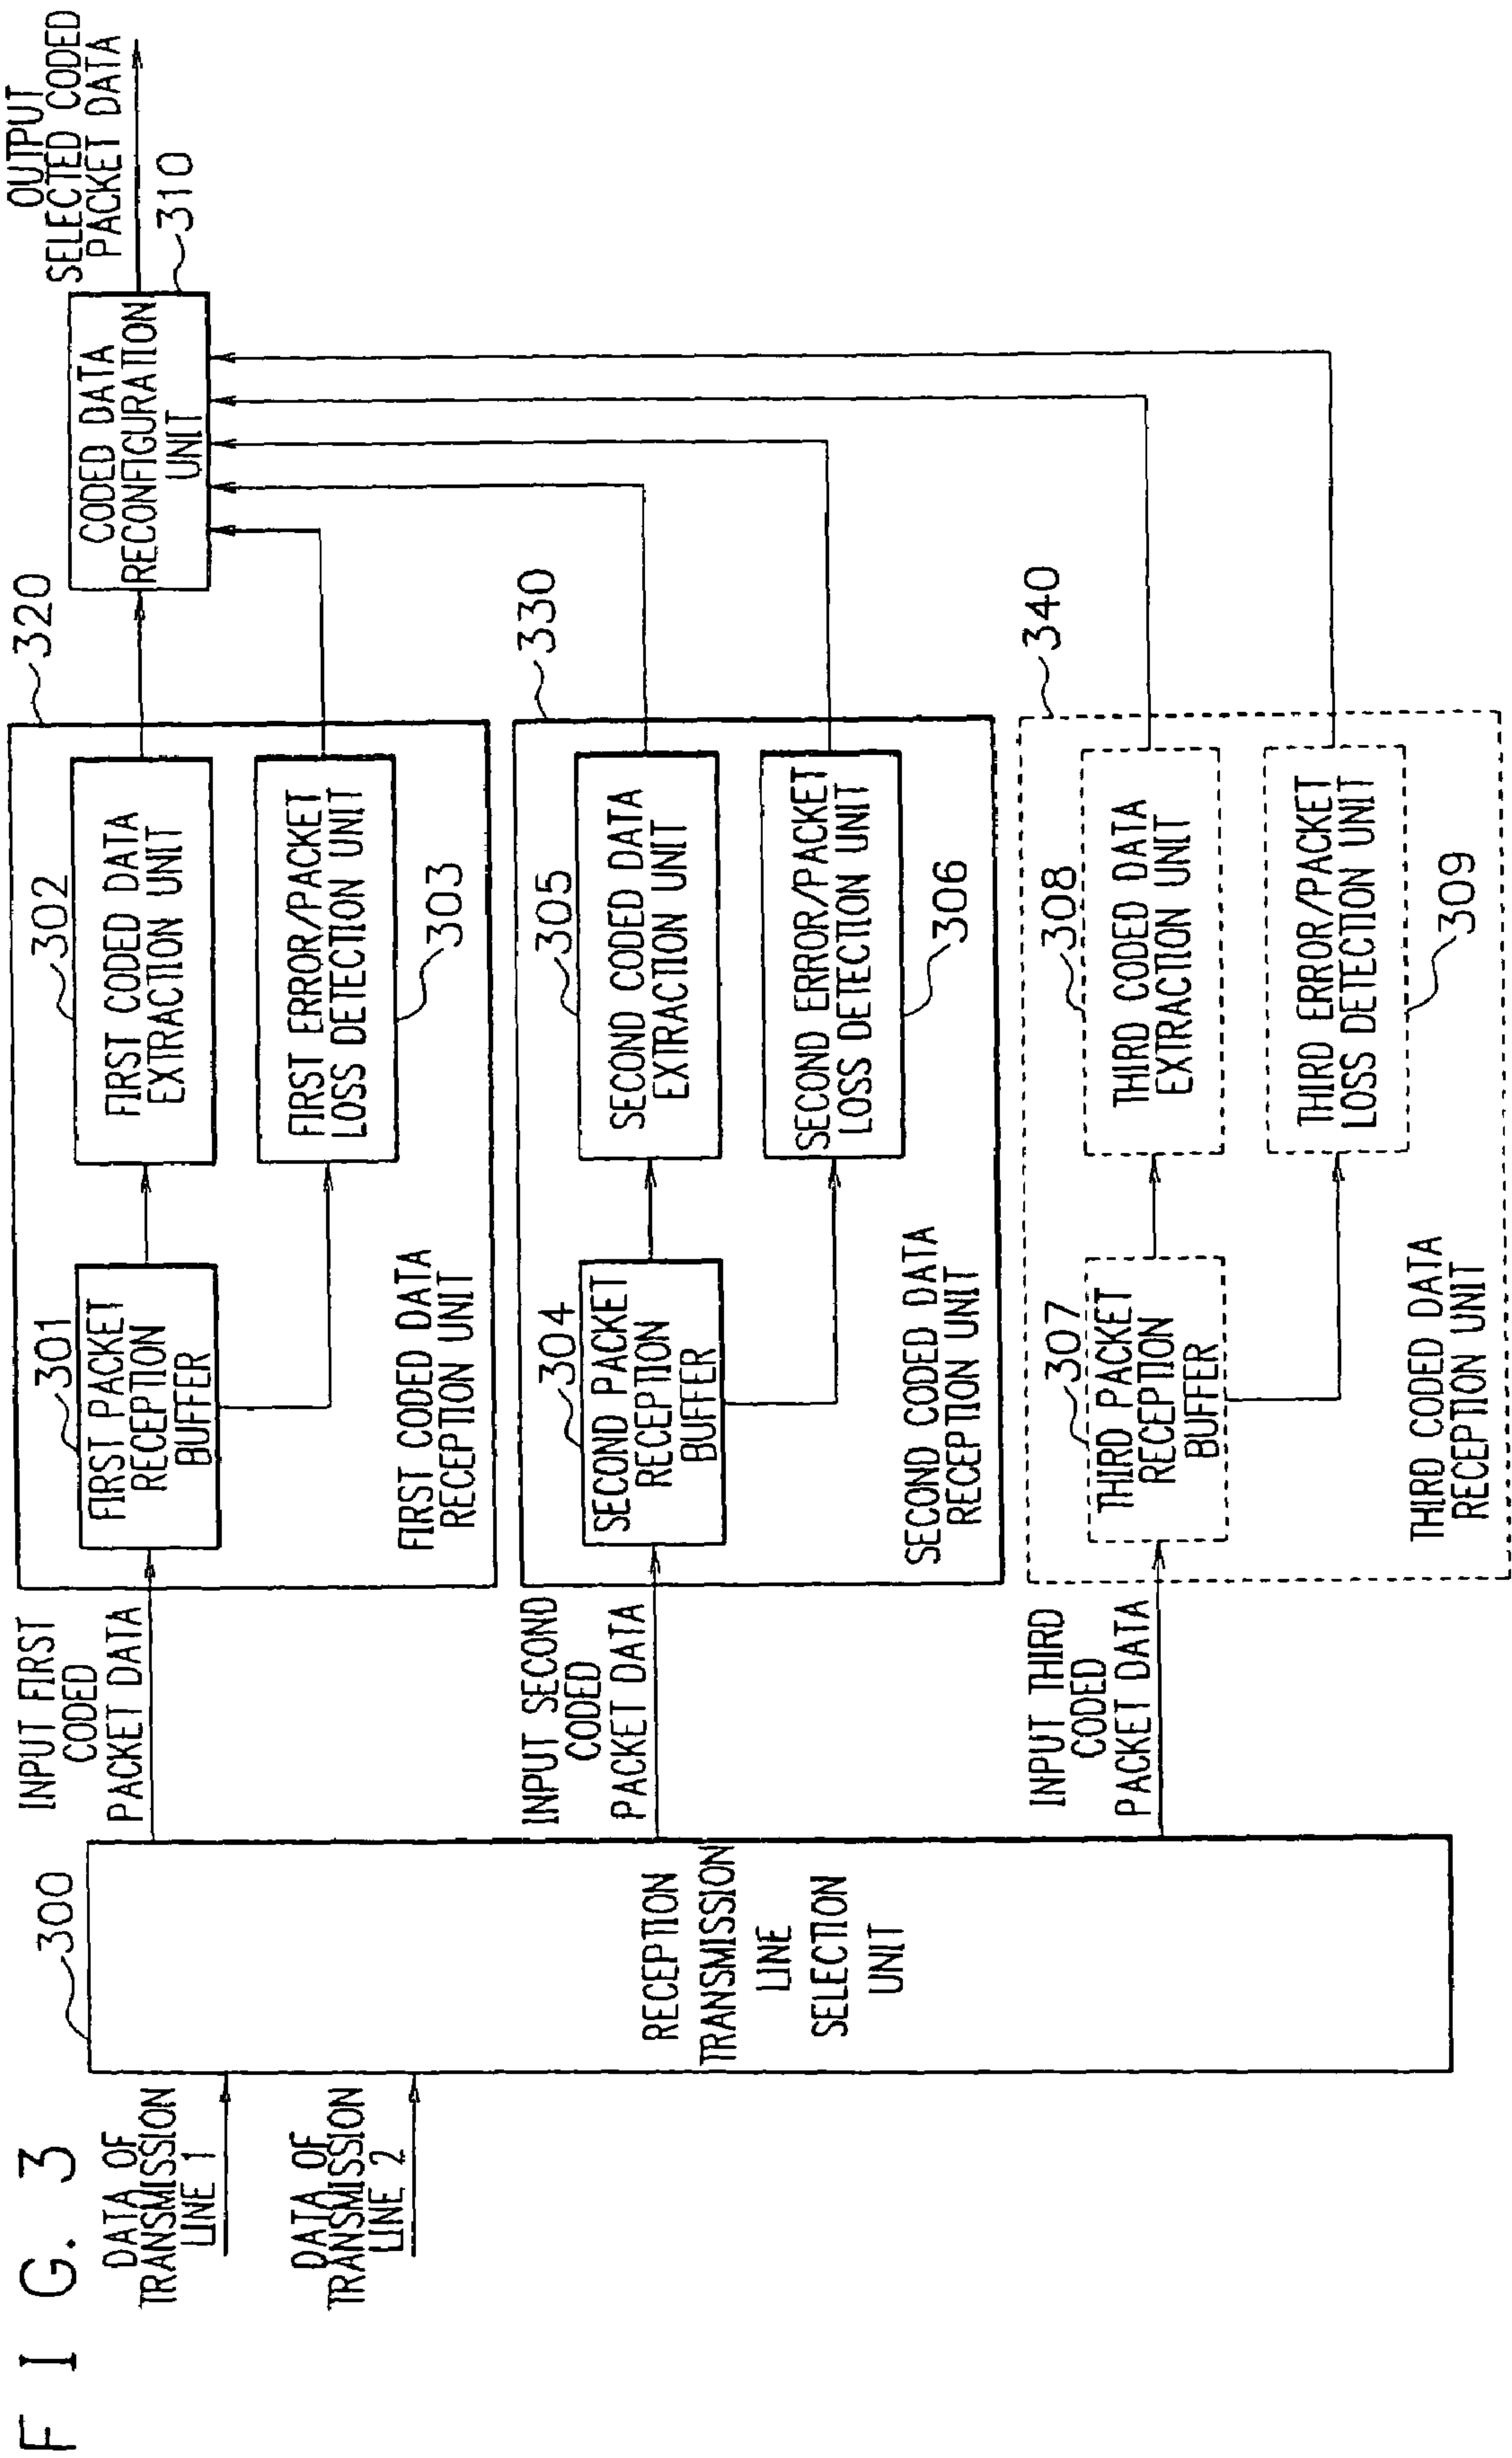 F I G. 3
DATA OF
TRANSMISSION
LINE 1
DATA OF
TRANSMISSION
LINE 2
300
RECEPTION
TRANSMISSION
LINE
SELECTION
UNIT
INPUT FIRST
CODED
PACKET DATA
INPUT SECOND
CODED
PACKET DATA
INPUT THIRD
CODED
PACKET DATA
320
301
FIRST PACKET
RECEPTION
BUFFER
302
FIRST CODED DATA
EXTRACTION UNIT
FIRST ERROR/PACKET
LOSS DETECTION UNIT
303
FIRST CODED DATA
RECEPTION UNIT
330
304
SECOND PACKET
RECEPTION
BUFFER
305
SECOND CODED DATA
EXTRACTION UNIT
SECOND ERROR/PACKET
LOSS DETECTION UNIT
306
SECOND CODED DATA
RECEPTION UNIT
340
307
THIRD PACKET
RECEPTION
BUFFER
308
THIRD CODED DATA
EXTRACTION UNIT
THIRD ERROR/PACKET
LOSS DETECTION UNIT
309
THIRD CODED DATA
RECEPTION UNIT
CODED DATA
RECONFIGURATION
UNIT
310
OUTPUT
SELECTED CODED
PACKET DATA